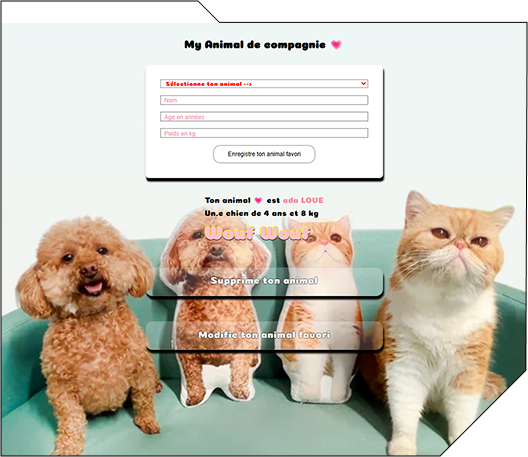 My Animal de compagnie 💗
Sélectionne ton animal -->
Nom
Âge en années
Poids en kg
Enregistre ton animal favori
Ton animal 💗 est ada LOUE
Un.e chien de 4 ans et 8 kg
Wouf Wouf
Supprime ton animal
Modifie ton animal favori